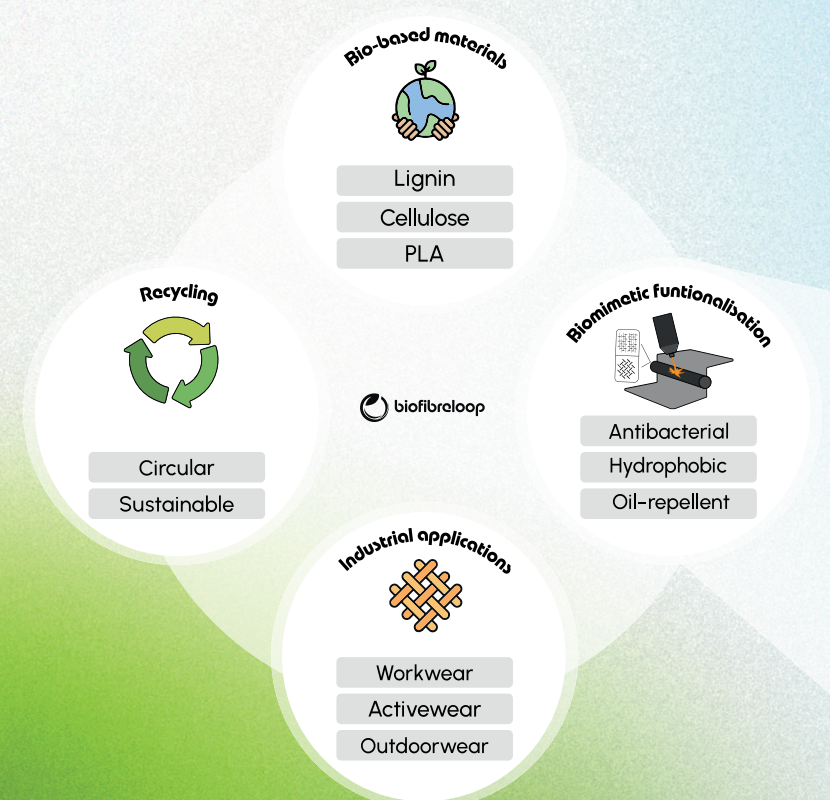 Bio-based materials
Lignin
Cellulose
PLA
Recycling
Circular
Sustainable
biofibreloop
Biomimetic funtionalisation
Antibacterial
Hydrophobic
Oil-repellent
Industrial applications
Workwear
Activewear
Outdoorwear